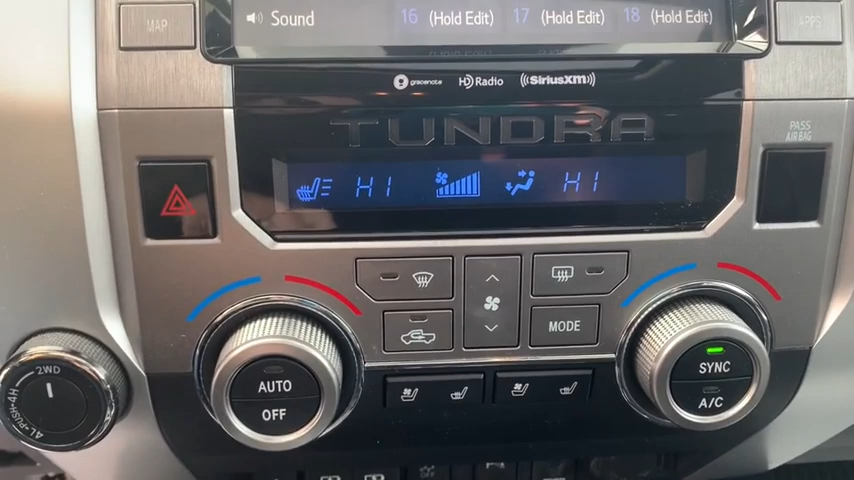 MAP
Sound
16 (Hold Edit) 17 (Hold Edit) 18 (Hold Edit)
APPS
gracenote HD Radio ((SiriusXM))
TUNDRA
PASS
AIR BAG
HI HI
MODE
2WD
4L-PUSH-4H
AUTO
OFF
SYNC
A/C